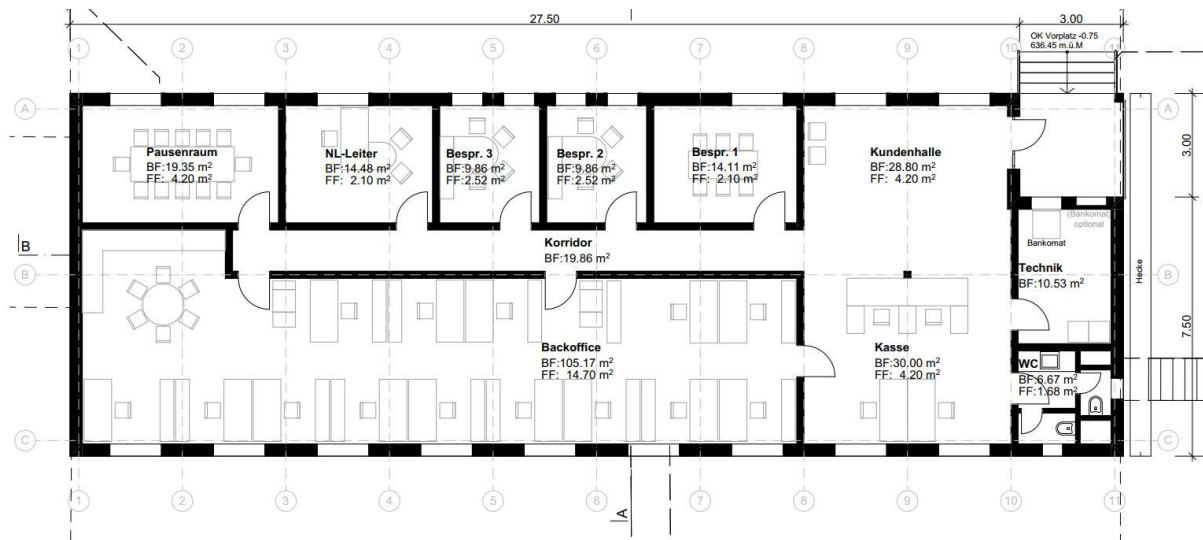 27.50
3.00
OK Vorplatz -0.75
636.45 m.ü.M
1 2 3 4 5 6 7 8 9 10 11
A
A
Pausenraum
BF:19.35 m²
FF: 4.20 m²
NL-Leiter
BF:14.48 m²
FF: 2.10 m²
Bespr. 3
BF:9.86 m²
FF:2.52 m²
Bespr. 2
BF:9.86 m²
FF:2.52 m²
Bespr. 1
BF:14.11 m²
FF: 2.10 m²
Kundenhalle
BF:28.80 m²
FF: 4.20 m²
3.00
(Bankomat)
optional
Bankomat
B
Korridor
BF:19.86 m²
Technik
BF:10.53 m²
B
B
Hecke
7.50
Backoffice
BF:105.17 m²
FF: 14.70 m²
Kasse
BF:30.00 m²
FF: 4.20 m²
WC
BF:6.67 m²
FF:1.68 m²
C
C
1 2 3 4 5 6 7 8 9 10 11
A